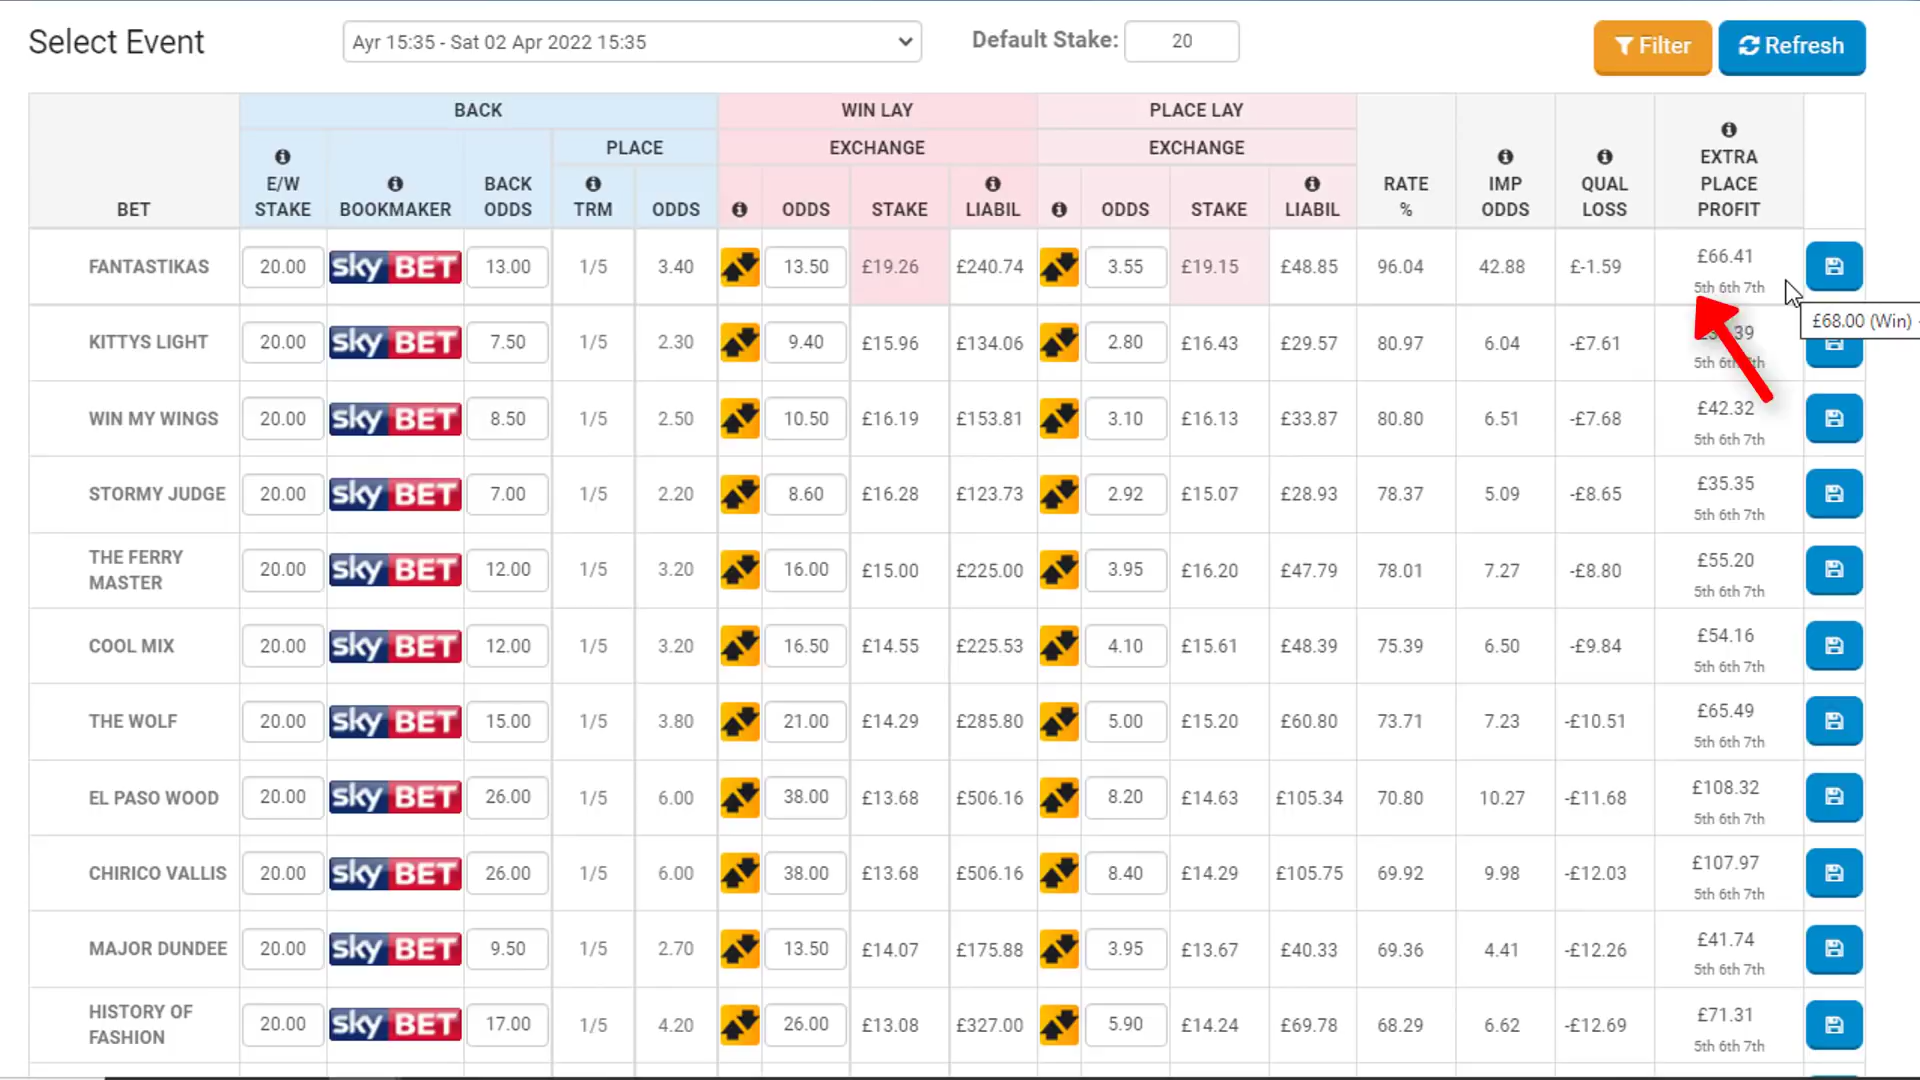 Select Event
Ayr 15:35 - Sat 02 Apr 2022 15:35
Default Stake: 20
Filter Refresh
BACK WIN LAY PLACE LAY
PLACE EXCHANGE EXCHANGE
BET E/W STAKE BOOKMAKER BACK ODDS TRM ODDS ODDS STAKE LIABIL ODDS STAKE LIABIL RATE % IMP ODDS QUAL LOSS EXTRA PLACE PROFIT
FANTASTIKAS 20.00 sky BET 13.00 1/5 3.40 13.50 £19.26 £240.74 3.55 £19.15 £48.85 96.04 42.88 £-1.59 £66.41
5th 6th 7th
£68.00 (Win)
KITTYS LIGHT 20.00 sky BET 7.50 1/5 2.30 9.40 £15.96 £134.06 2.80 £16.43 £29.57 80.97 6.04 -£7.61
WIN MY WINGS 20.00 sky BET 8.50 1/5 2.50 10.50 £16.19 £153.81 3.10 £16.13 £33.87 80.80 6.51 -£7.68 £42.32
5th 6th 7th
STORMY JUDGE 20.00 sky BET 7.00 1/5 2.20 8.60 £16.28 £123.73 2.92 £15.07 £28.93 78.37 5.09 -£8.65 £35.35
5th 6th 7th
THE FERRY MASTER 20.00 sky BET 12.00 1/5 3.20 16.00 £15.00 £225.00 3.95 £16.20 £47.79 78.01 7.27 -£8.80 £55.20
5th 6th 7th
COOL MIX 20.00 sky BET 12.00 1/5 3.20 16.50 £14.55 £225.53 4.10 £15.61 £48.39 75.39 6.50 -£9.84 £54.16
5th 6th 7th
THE WOLF 20.00 sky BET 15.00 1/5 3.80 21.00 £14.29 £285.80 5.00 £15.20 £60.80 73.71 7.23 -£10.51 £65.49
5th 6th 7th
EL PASO WOOD 20.00 sky BET 26.00 1/5 6.00 38.00 £13.68 £506.16 8.20 £14.63 £105.34 70.80 10.27 -£11.68 £108.32
5th 6th 7th
CHIRICO VALLIS 20.00 sky BET 26.00 1/5 6.00 38.00 £13.68 £506.16 8.40 £14.29 £105.75 69.92 9.98 -£12.03 £107.97
5th 6th 7th
MAJOR DUNDEE 20.00 sky BET 9.50 1/5 2.70 13.50 £14.07 £175.88 3.95 £13.67 £40.33 69.36 4.41 -£12.26 £41.74
5th 6th 7th
HISTORY OF FASHION 20.00 sky BET 17.00 1/5 4.20 26.00 £13.08 £327.00 5.90 £14.24 £69.78 68.29 6.62 -£12.69 £71.31
5th 6th 7th